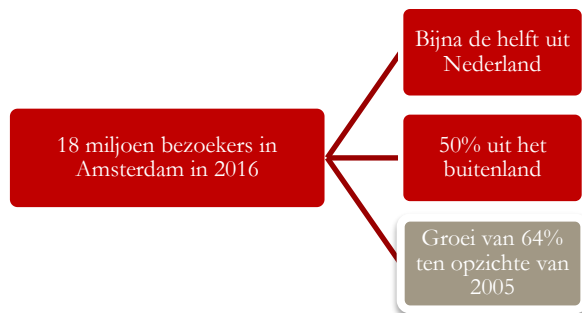 18 miljoen bezoekers in
Amsterdam in 2016
Bijna de helft uit
Nederland
50% uit het
buitenland
Groei van 64%
ten opzichte van
2005